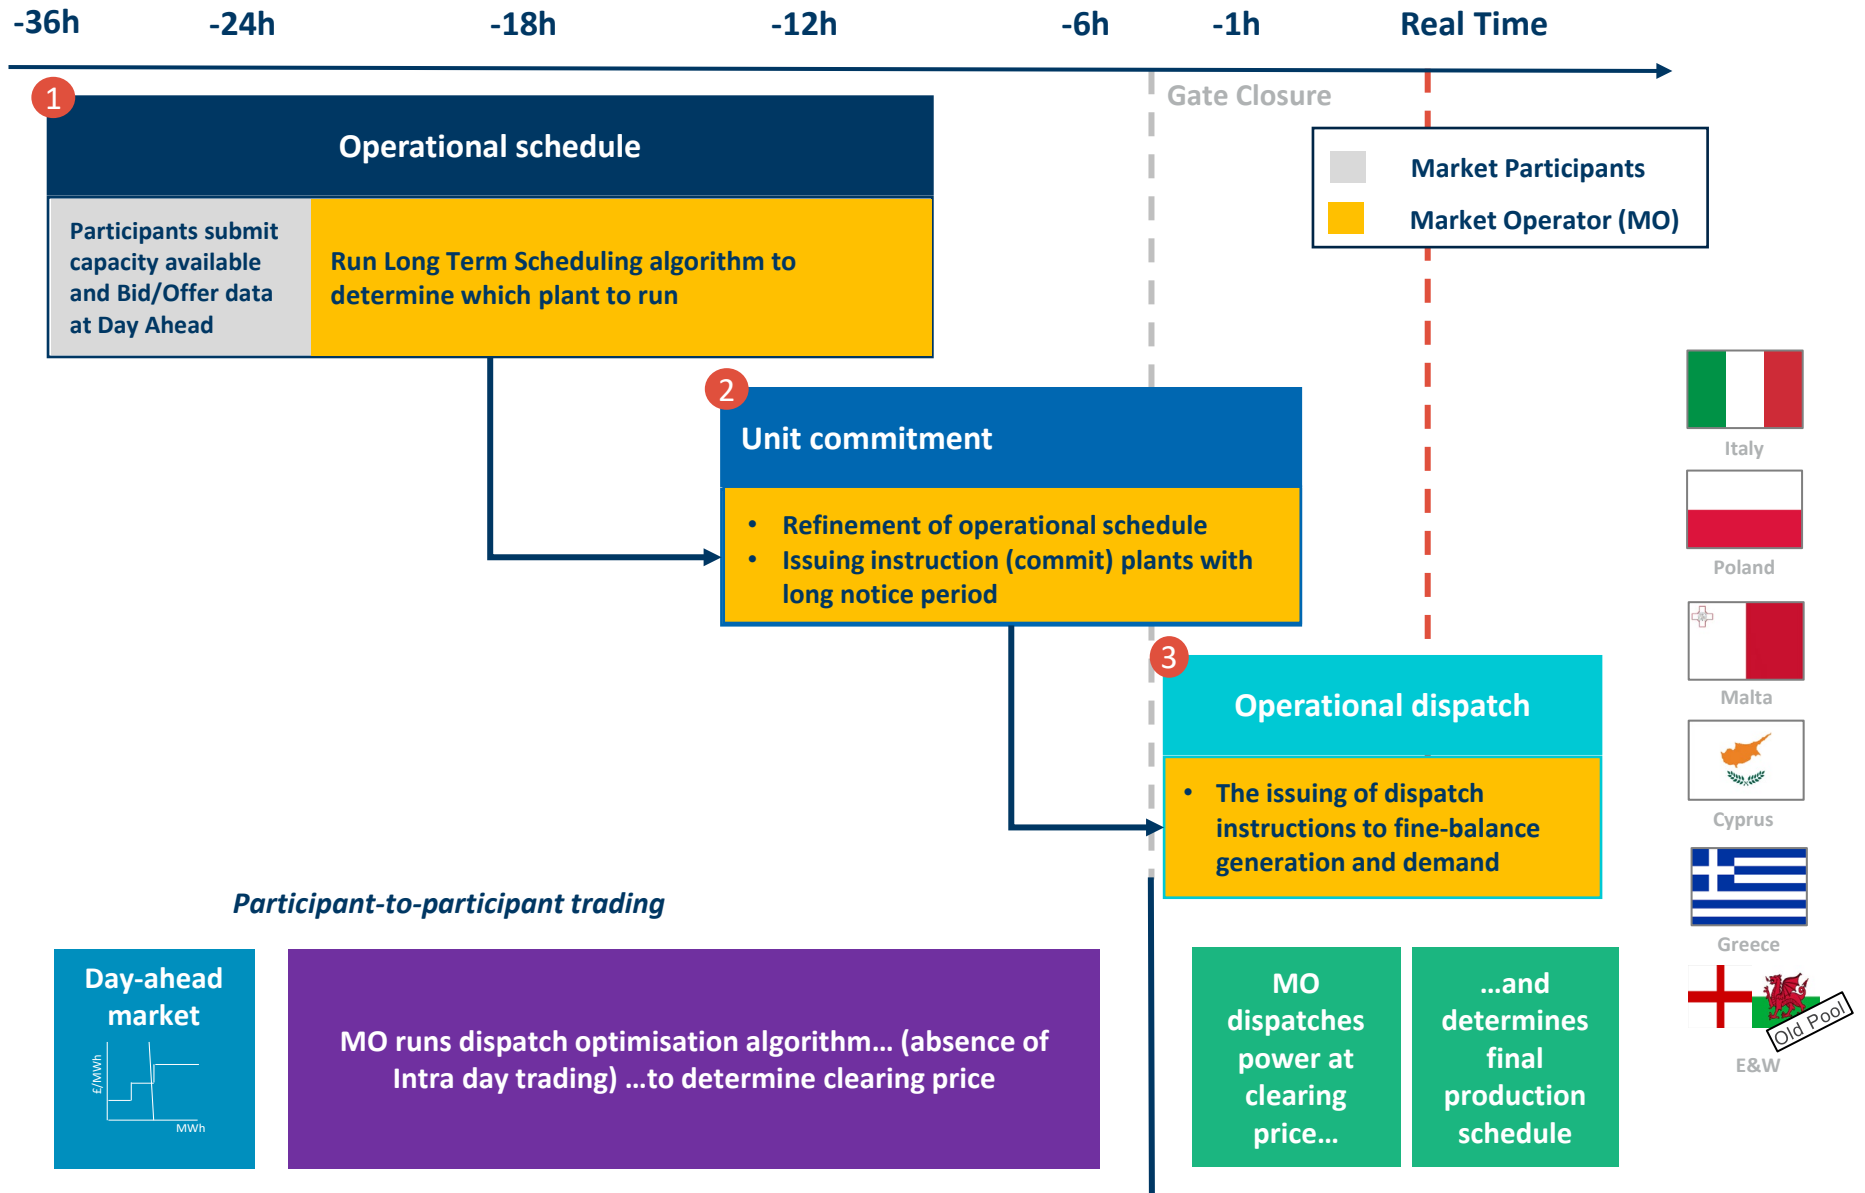 -36h
-24h
-18h
-12h
-6h
-1h
Real Time
Gate Closure
1
Operational schedule
Participants submit
capacity available
and Bid/Offer data
at Day Ahead
Run Long Term Scheduling algorithm to
determine which plant to run
Market Participants
Market Operator (MO)
2
Unit commitment
• Refinement of operational schedule
• Issuing instruction (commit) plants with
long notice period
3
Operational dispatch
• The issuing of dispatch
instructions to fine-balance
generation and demand
Italy
Poland
Malta
Cyprus
Greece
Old Pool
E&W
Participant-to-participant trading
Day-ahead
market
£/MWh
MWh
MO runs dispatch optimisation algorithm... (absence of
Intra day trading) ...to determine clearing price
MO
dispatches
power at
clearing
price...
...and
determines
final
production
schedule